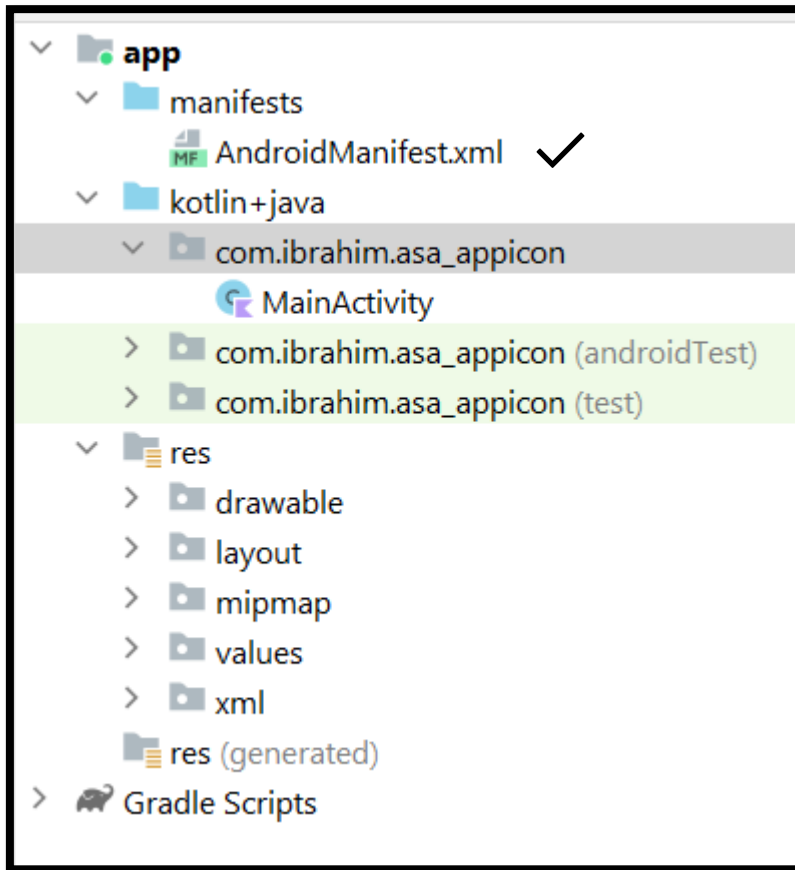 app
manifests
MF AndroidManifest.xml
kotlin+java
com.ibrahim.asa_appicon
MainActivity
com.ibrahim.asa_appicon (androidTest)
com.ibrahim.asa_appicon (test)
res
drawable
layout
mipmap
values
xml
res (generated)
Gradle Scripts